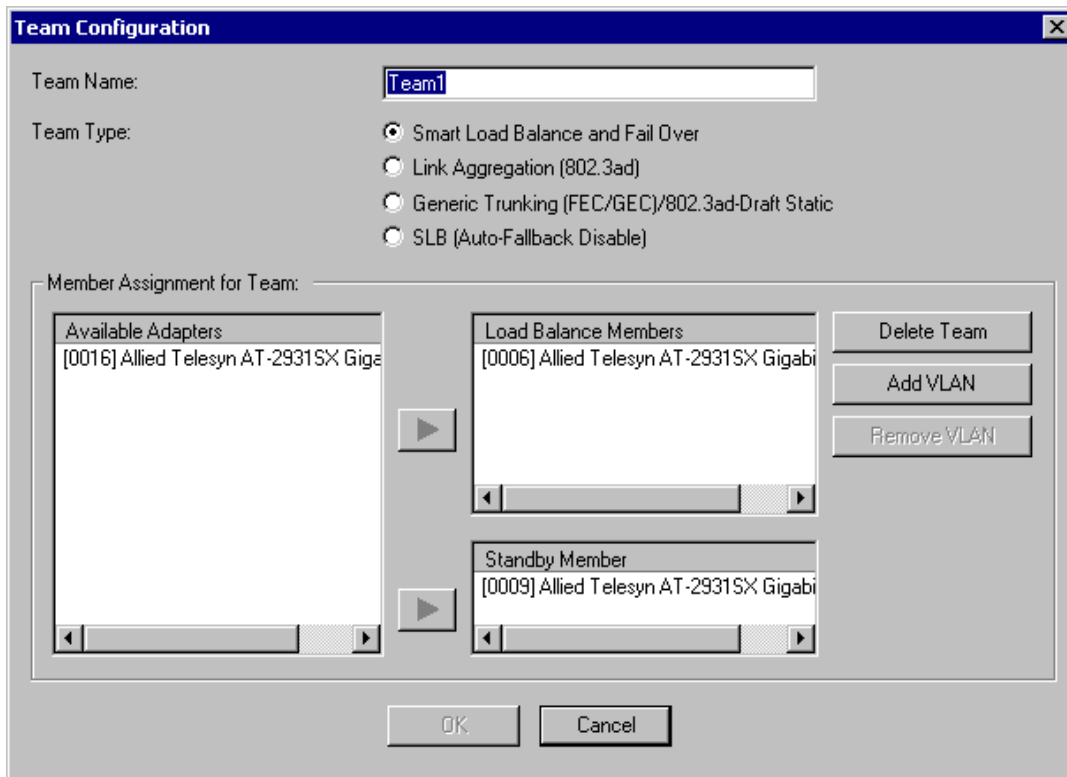 Team Configuration
Team Name:
Team1
Team Type:
Smart Load Balance and Fail Over
Link Aggregation (802.3ad)
Generic Trunking (FEC/GEC)/802.3ad-Draft Static
SLB (Auto-Fallback Disable)
Member Assignment for Team:
Available Adapters
[0016] Allied Telesyn AT-2931SX Giga
Load Balance Members
[0006] Allied Telesyn AT-2931SX Gigabi
Standby Member
[0009] Allied Telesyn AT-2931SX Gigabi
Delete Team
Add VLAN
Remove VLAN
OK
Cancel